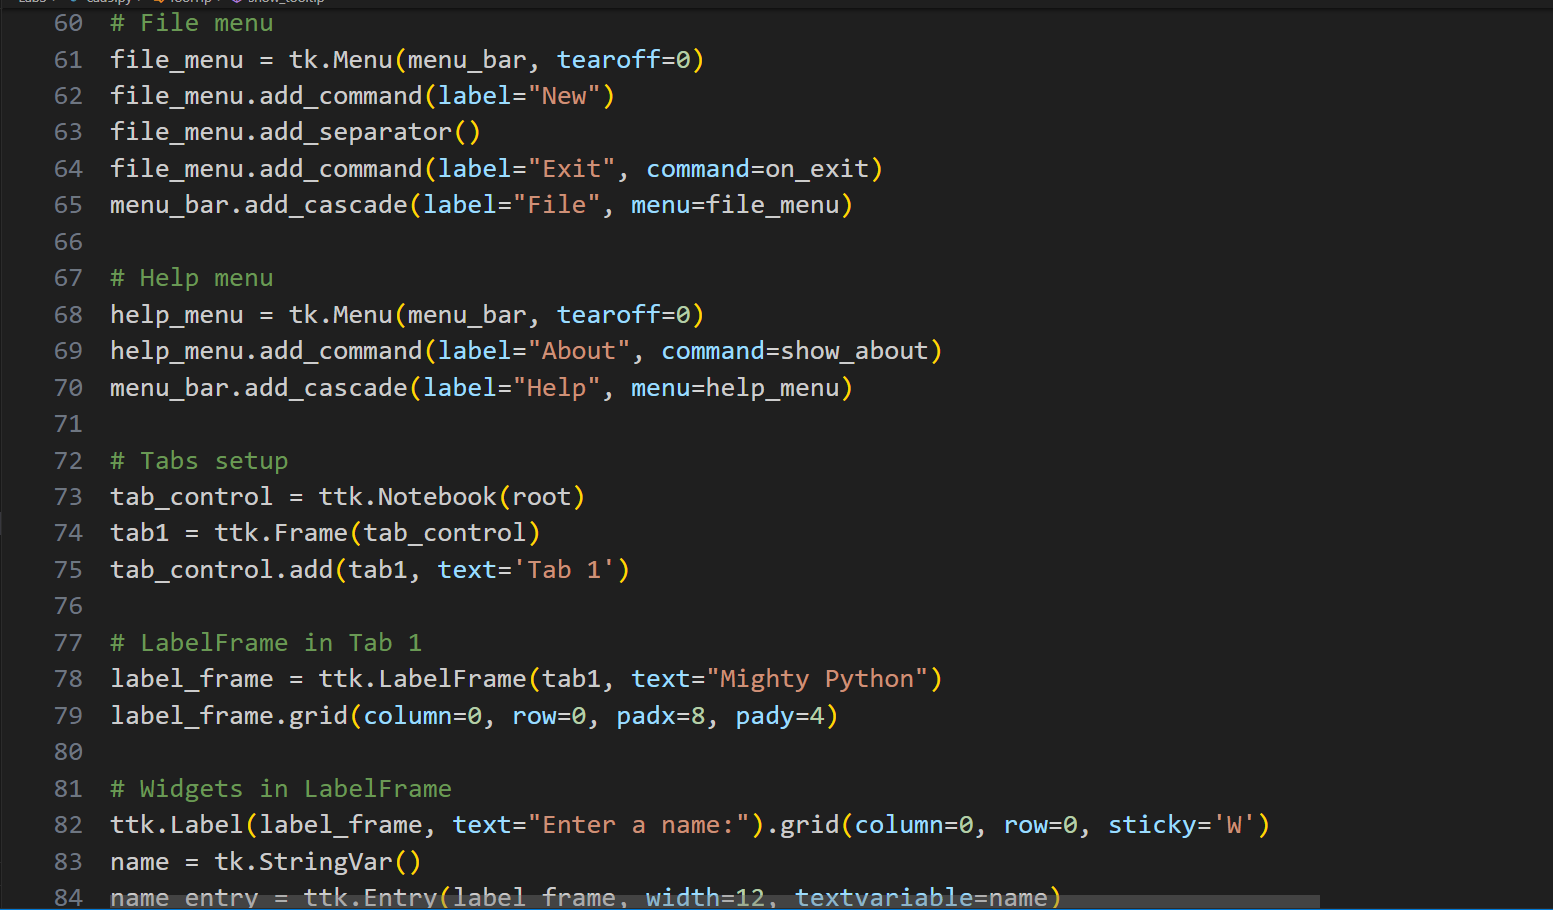 60 # File menu
61 file_menu = tk.Menu(menu_bar, tearoff=0)
62 file_menu.add_command(label="New")
63 file_menu.add_separator()
64 file_menu.add_command(label="Exit", command=on_exit)
65 menu_bar.add_cascade(label="File", menu=file_menu)
66
67 # Help menu
68 help_menu = tk.Menu(menu_bar, tearoff=0)
69 help_menu.add_command(label="About", command=show_about)
70 menu_bar.add_cascade(label="Help", menu=help_menu)
71
72 # Tabs setup
73 tab_control = ttk.Notebook(root)
74 tab1 = ttk.Frame(tab_control)
75 tab_control.add(tab1, text='Tab 1')
76
77 # LabelFrame in Tab 1
78 label_frame = ttk.LabelFrame(tab1, text="Mighty Python")
79 label_frame.grid(column=0, row=0, padx=8, pady=4)
80
81 # Widgets in LabelFrame
82 ttk.Label(label_frame, text="Enter a name:").grid(column=0, row=0, sticky='W')
83 name = tk.StringVar()
84 name_entry = ttk.Entry(label_frame, width=12, textvariable=name)